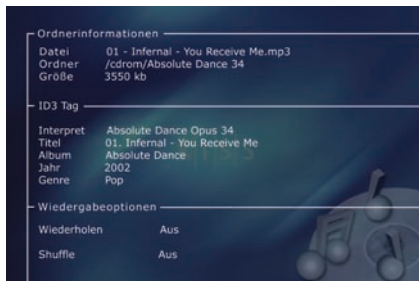 Ordnerinformationen
Datei 01 - Infernal - You Receive Me.mp3
Ordner /cdrom/Absolute Dance 34
Größe 3550 kb
ID3 Tag
Interpret Absolute Dance Opus 34
Titel 01. Infernal - You Receive Me
Album Absolute Dance
Jahr 2002
Genre Pop
Wiedergabeoptionen
Wiederholen Aus
Shuffle Aus